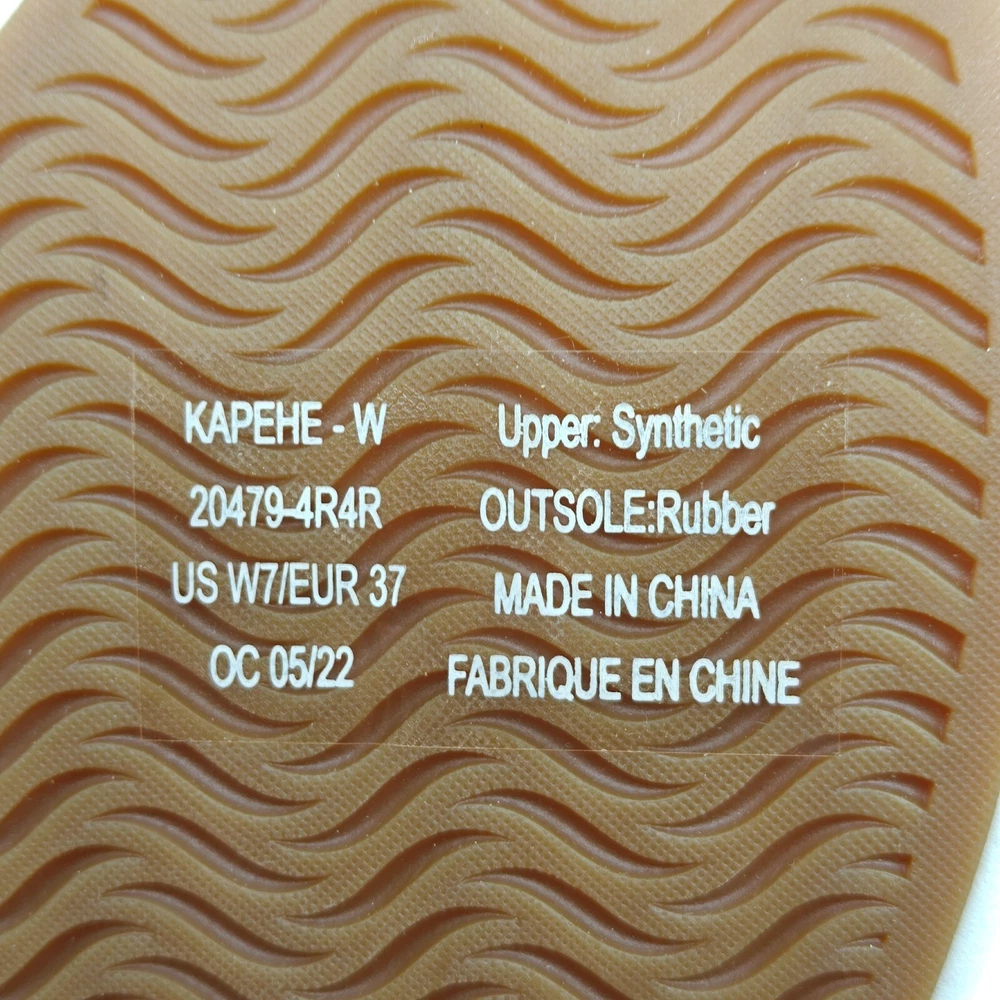 KAPEHE - W
20479-4R4R
US W7/EUR 37
OC 05/22
Upper: Synthetic
OUTSOLE:Rubber
MADE IN CHINA
FABRIQUE EN CHINE